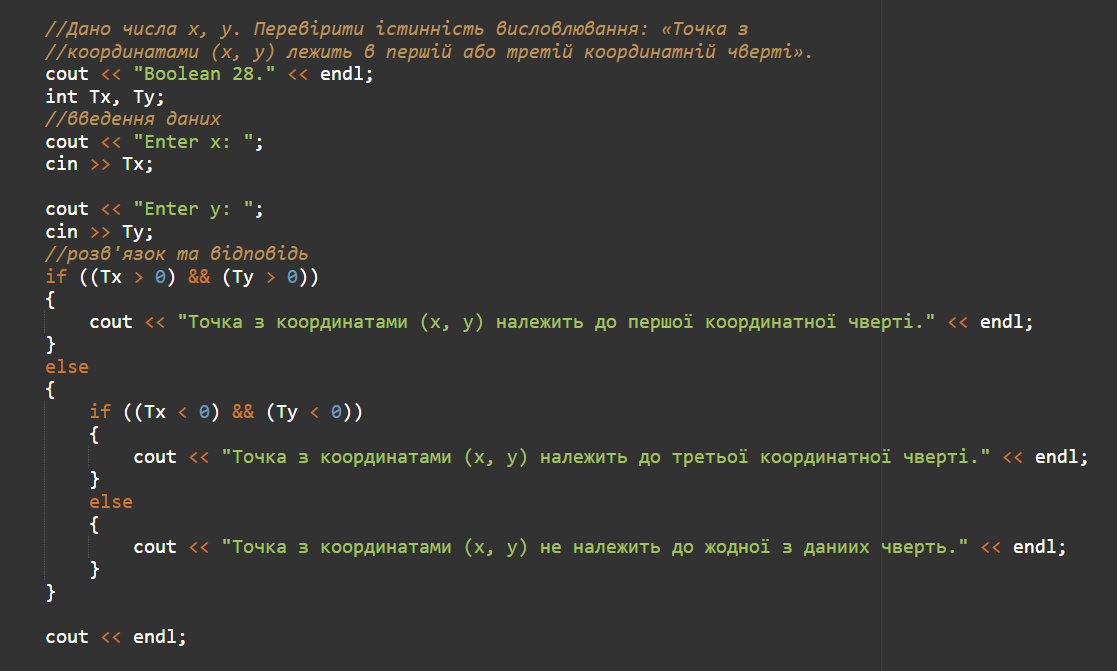 //Дано числа x, y. Перевірити істинність висловлювання: «Точка з
//координатами (x, y) лежить в першій або третій координатній чверті».
cout << "Boolean 28." << endl;
int Tx, Ty;
//введення даних
cout << "Enter x: ";
cin >> Tx;
cout << "Enter y: ";
cin >> Ty;
//розв'язок та відповідь
if ((Tx > 0) && (Ty > 0))
{
cout << "Точка з координатами (x, y) належить до першої координатної чверті." << endl;
}
else
{
if ((Tx < 0) && (Ty < 0))
{
cout << "Точка з координатами (x, y) належить до третьої координатної чверті." << endl;
}
else
{
cout << "Точка з координатами (x, y) не належить до жодної з даниих чверть." << endl;
}
}
cout << endl;